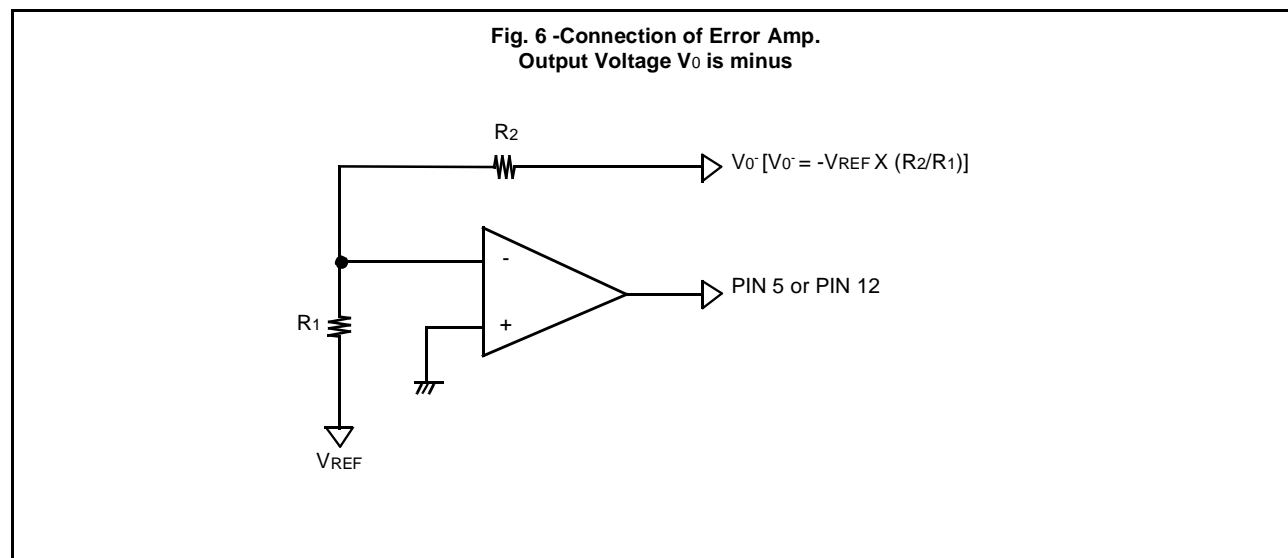 Fig. 6 -Connection of Error Amp.
Output Voltage V0 is minus
R2
V0- [V0- = -VREF X (R2/R1)]
-
PIN 5 or PIN 12
R1
+
VREF